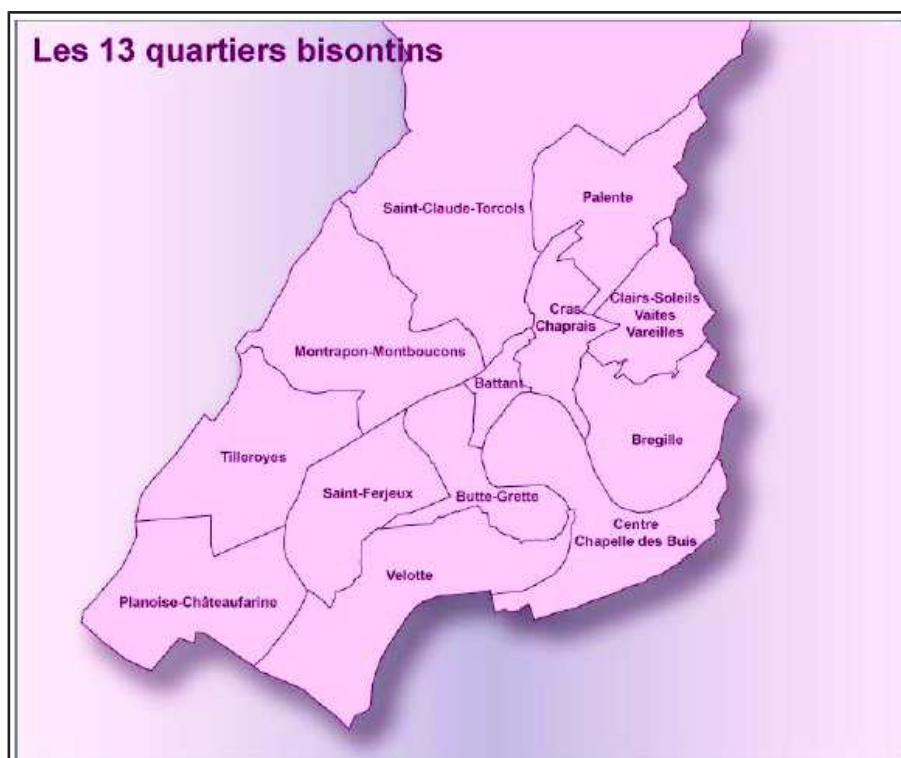 Les 13 quartiers bisontins
Palente
Saint-Claude-Torcols
Clairs-Soleils
Vaites
Vareilles
Cras
Chaprais
Montrapon-Montboucons
Battant
Bregille
Tilleroyes
Saint-Ferjeux
Butte-Grette
Centre
Chapelle des Buis
Velotte
Planoise-Châteaufarine